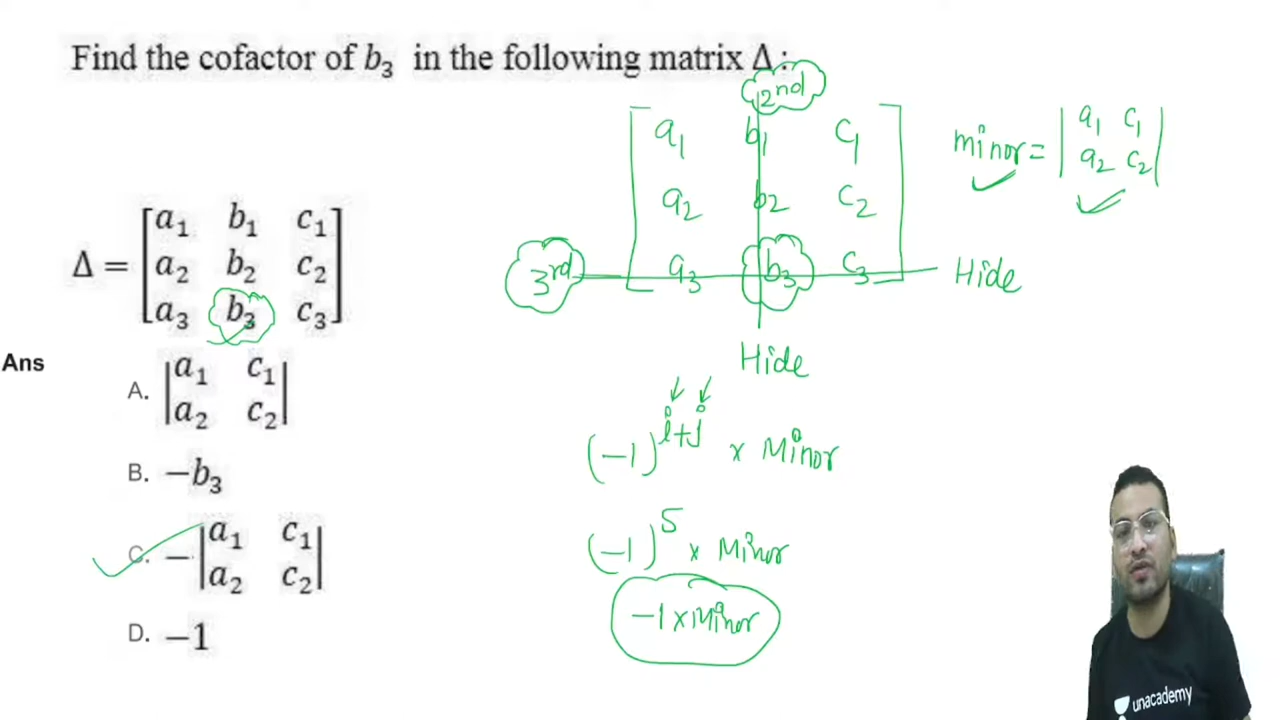 Find the cofactor of b₃ in the following matrix Δ :
2nd
a₁ b₁ c₁
a₂ b₂ c₂
3rd a₃ b₃ c₃ Hide
Hide
minor = | a₁ c₁
a₂ c₂ |
Δ = [a₁ b₁ c₁
a₂ b₂ c₂
a₃ b₃ c₃]
Ans
A. |a₁ c₁
a₂ c₂|
B. −b₃
C. −|a₁ c₁
a₂ c₂|
D. −1
(−1)^i+j × Minor
(−1)^5 × Minor
−1 × Minor
unacademy